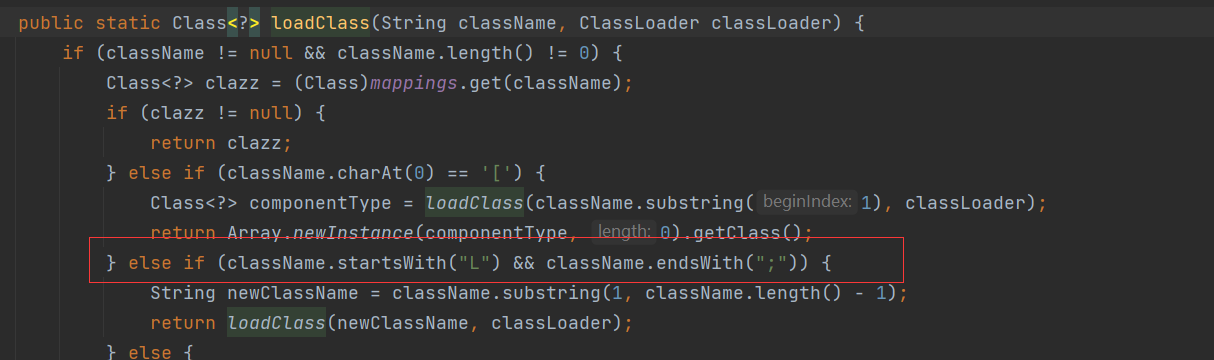 public static Class<?> loadClass(String className, ClassLoader classLoader) {
if (className != null && className.length() != 0) {
Class<?> clazz = (Class)mappings.get(className);
if (clazz != null) {
return clazz;
} else if (className.charAt(0) == '[') {
Class<?> componentType = loadClass(className.substring( beginIndex: 1), classLoader);
return Array.newInstance(componentType, length: 0).getClass();
} else if (className.startsWith("L") && className.endsWith(";")) {
String newClassName = className.substring(1, className.length() - 1);
return loadClass(newClassName, classLoader);
} else {